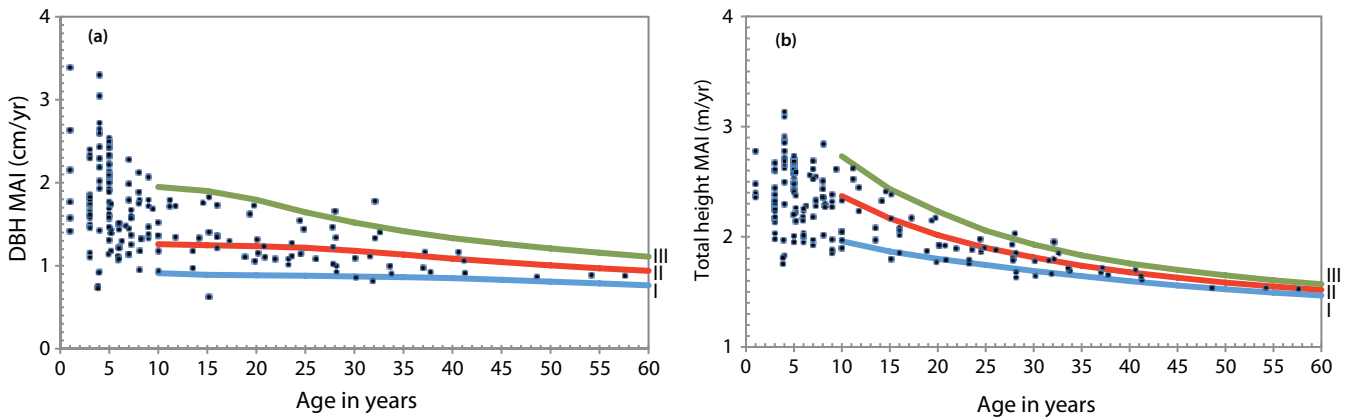 (a)
DBH MAI (cm/yr)
4
3
2
1
0
0 5 10 15 20 25 30 35 40 45 50 55 60
Age in years
III
II
I
(b)
Total height MAI (m/yr)
4
3
2
1
0 5 10 15 20 25 30 35 40 45 50 55 60
Age in years
III
II
I